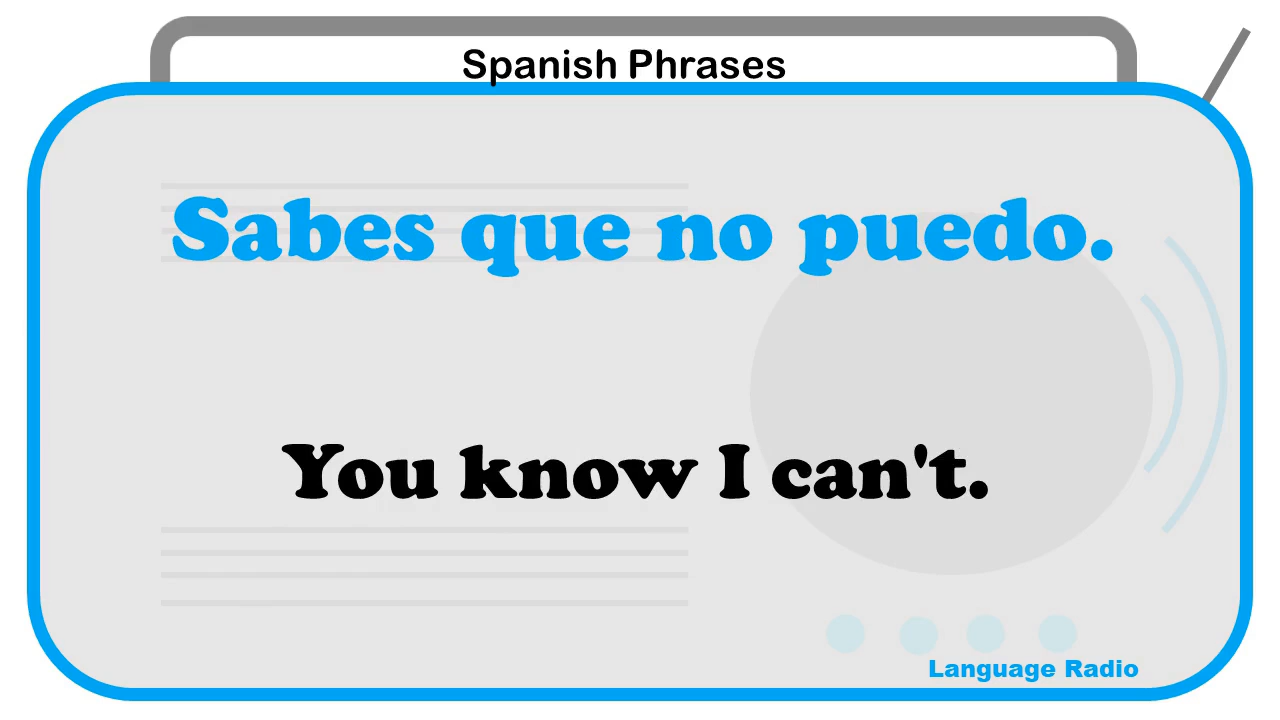 Spanish Phrases
Sabes que no puedo.
You know I can't.
Language Radio